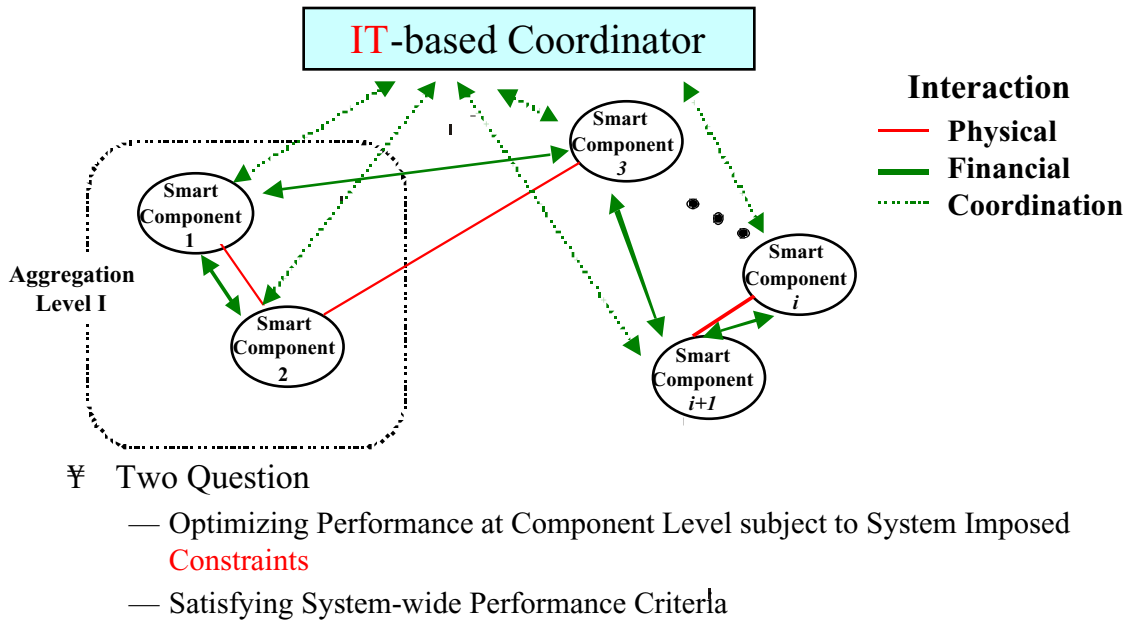 IT-based Coordinator
Interaction
Physical
Financial
Coordination
Smart
Component
3
Smart
Component
1
Aggregation
Level I
Smart
Component
2
Smart
Component
i
Smart
Component
i+1
¥ Two Question
— Optimizing Performance at Component Level subject to System Imposed
Constraints
— Satisfying System-wide Performance Criteria